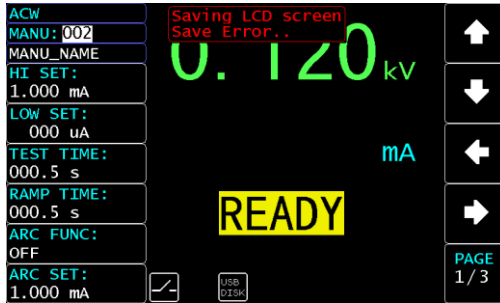 ACW
MANU: 002
MANU_NAME
HI SET:
1.000 mA
LOW SET:
000 uA
TEST TIME:
000.5 s
RAMP TIME:
000.5 s
ARC FUNC:
OFF
ARC SET:
1.000 mA
Saving LCD screen
Save Error..
0.120 kV
mA
READY
USB
DISK
PAGE
1/3